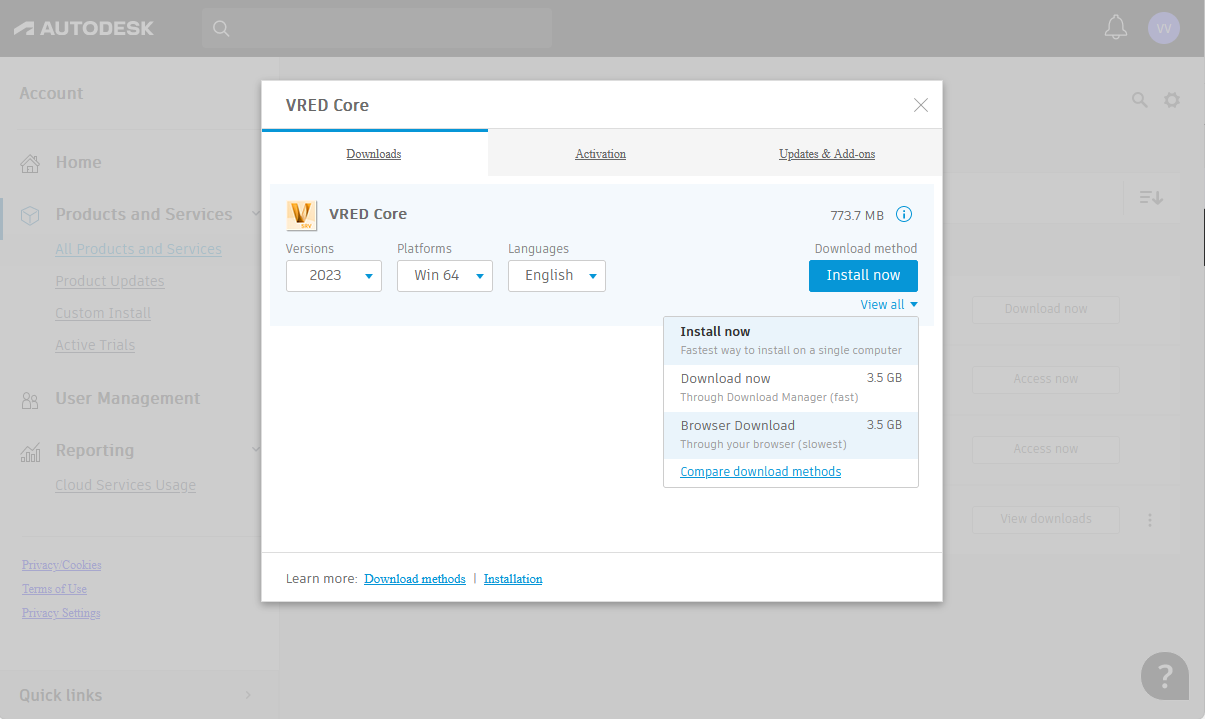 AUTODESK
VV
Account
Home
Products and Services
All Products and Services
Product Updates
Custom Install
Active Trials
User Management
Reporting
Cloud Services Usage
Privacy/Cookies
Terms of Use
Privacy Settings
Quick links
VRED Core
Downloads
Activation
Updates & Add-ons
VRED Core
773.7 MB
Versions
Platforms
Languages
Download method
2023
Win 64
English
Install now
View all
Install now
Fastest way to install on a single computer
Download now 3.5 GB
Through Download Manager (fast)
Browser Download 3.5 GB
Through your browser (slowest)
Compare download methods
Learn more: Download methods | Installation
Download now
Access now
Access now
View downloads
?